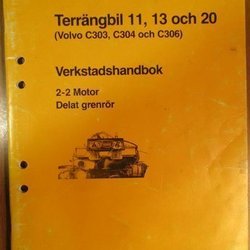 Terrängbil 11, 13 och 20
(Volvo C303, C304 och C306)
Verkstadshandbok
2-2 Motor
Delat grenrör